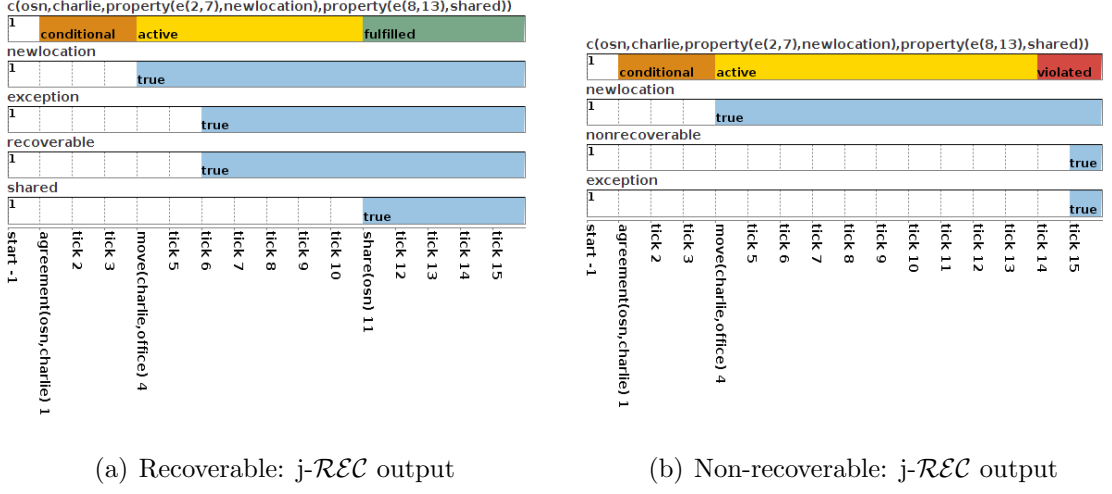 c(osn,charlie,property(e(2,7),newlocation),property(e(8,13),shared))
1
conditional
active
fulfilled
newlocation
1
true
exception
1
true
recoverable
1
true
shared
1
true
start -1
agreement(osn,charlie) 1
tick 2
tick 3
move(charlie,office) 4
tick 5
tick 6
tick 7
tick 8
tick 9
tick 10
share(osn) 11
tick 12
tick 13
tick 14
tick 15
(a) Recoverable: j-REC output
c(osn,charlie,property(e(2,7),newlocation),property(e(8,13),shared))
1
conditional
active
violated
newlocation
1
true
nonrecoverable
1
true
exception
1
true
start -1
agreement(osn,charlie) 1
tick 2
tick 3
move(charlie,office) 4
tick 5
tick 6
tick 7
tick 8
tick 9
tick 10
tick 11
tick 12
tick 13
tick 14
tick 15
(b) Non-recoverable: j-REC output